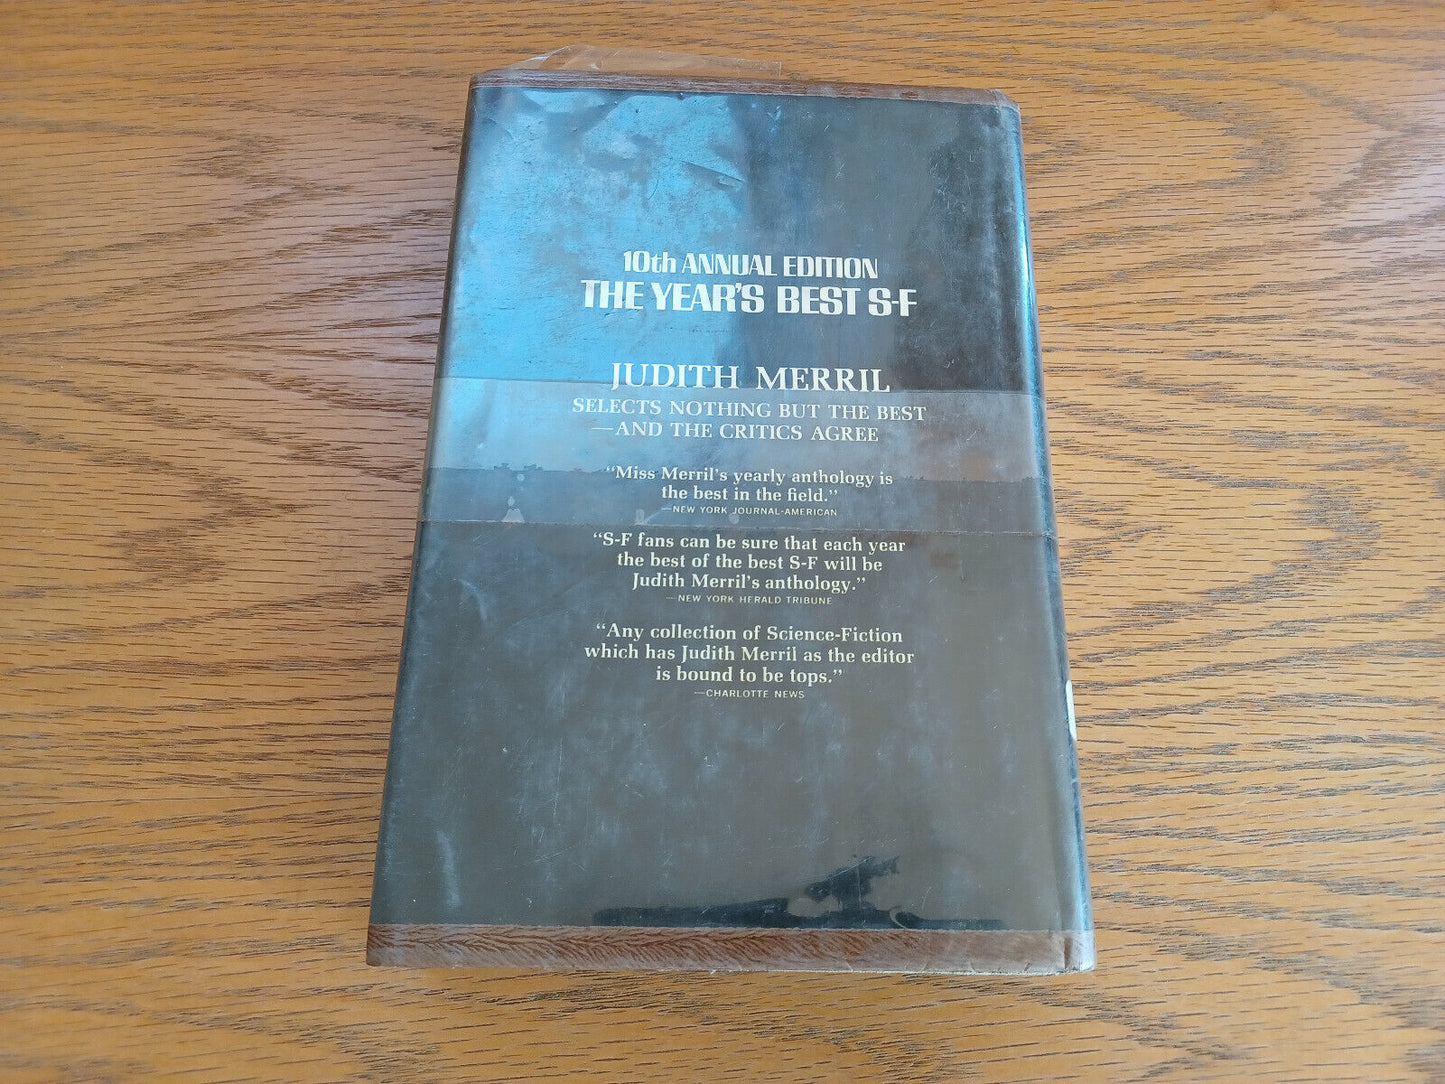 10th ANNUAL EDITION
THE YEAR'S BEST S-F
JUDITH MERRIL
SELECTS NOTHING BUT THE BEST
—AND THE CRITICS AGREE
“Miss Merril's yearly anthology is
the best in the field.”
—NEW YORK JOURNAL-AMERICAN
“S-F fans can be sure that each year
the best of the best S-F will be
Judith Merril's anthology.”
—NEW YORK HERALD TRIBUNE
“Any collection of Science-Fiction
which has Judith Merril as the editor
is bound to be tops.”
—CHARLOTTE NEWS